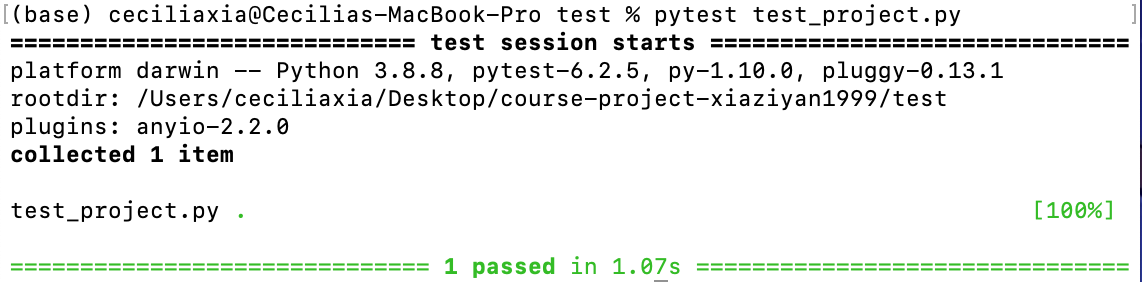 [(base) ceciliaxia@Cecilias-MacBook-Pro test % pytest test_project.py ]
============================= test session starts ==============================
platform darwin -- Python 3.8.8, pytest-6.2.5, py-1.10.0, pluggy-0.13.1
rootdir: /Users/ceciliaxia/Desktop/course-project-xiaziyan1999/test
plugins: anyio-2.2.0
collected 1 item
test_project.py . [100%]
============================== 1 passed in 1.07s ===============================